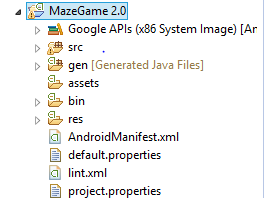 MazeGame 2.0
Google APIs (x86 System Image) [An
src
gen [Generated Java Files]
assets
bin
res
AndroidManifest.xml
default.properties
lint.xml
project.properties